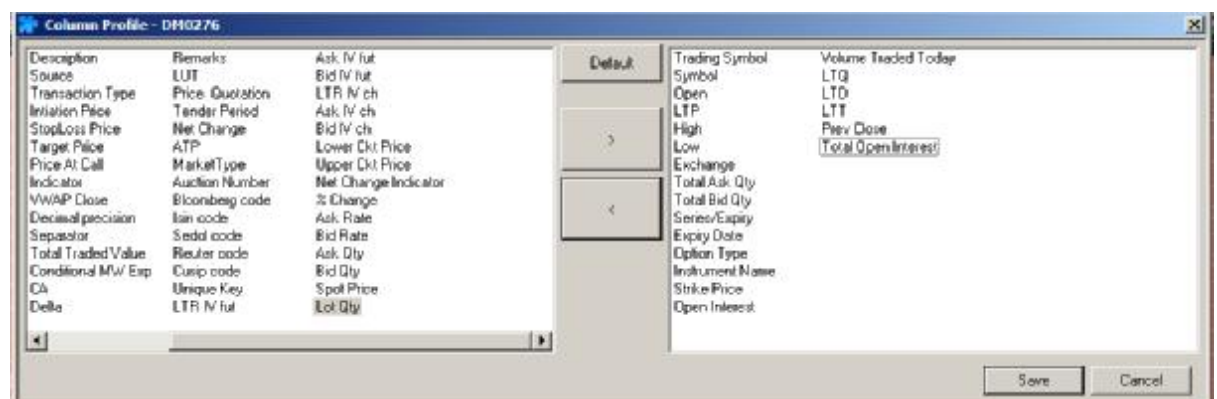 Column Profile - DM0276
Description
Source
Transaction Type
Intiation Price
StopLoss Price
Target Price
Price At Call
Indicator
VWAP Close
Decimal precision
Separator
Total Traded Value
Conditional MW Exp
CA
Delta
Remarks
LUT
Price Quotation
Tender Period
Net Change
ATP
MarketType
Auction Number
Bloomberg code
Isin code
Sedol code
Reuter code
Cusip code
Unique Key
LTR IV fut
Ask IV fut
Bid IV fut
LTR IV ch
Ask IV ch
Bid IV ch
Lower Ckt Price
Upper Ckt Price
Net Change Indicator
% Change
Ask Rate
Bid Rate
Ask Qty
Bid Qty
Spot Price
Lot Qty
Default
>
<
Trading Symbol
Symbol
Open
LTP
High
Low
Exchange
Total Ask Qty
Total Bid Qty
Series/Expiry
Expiry Date
Option Type
Instrument Name
Strike Price
Open Interest
Volume Traded Today
LTQ
LTD
LTT
Prev Close
Total Open Interest
Save
Cancel